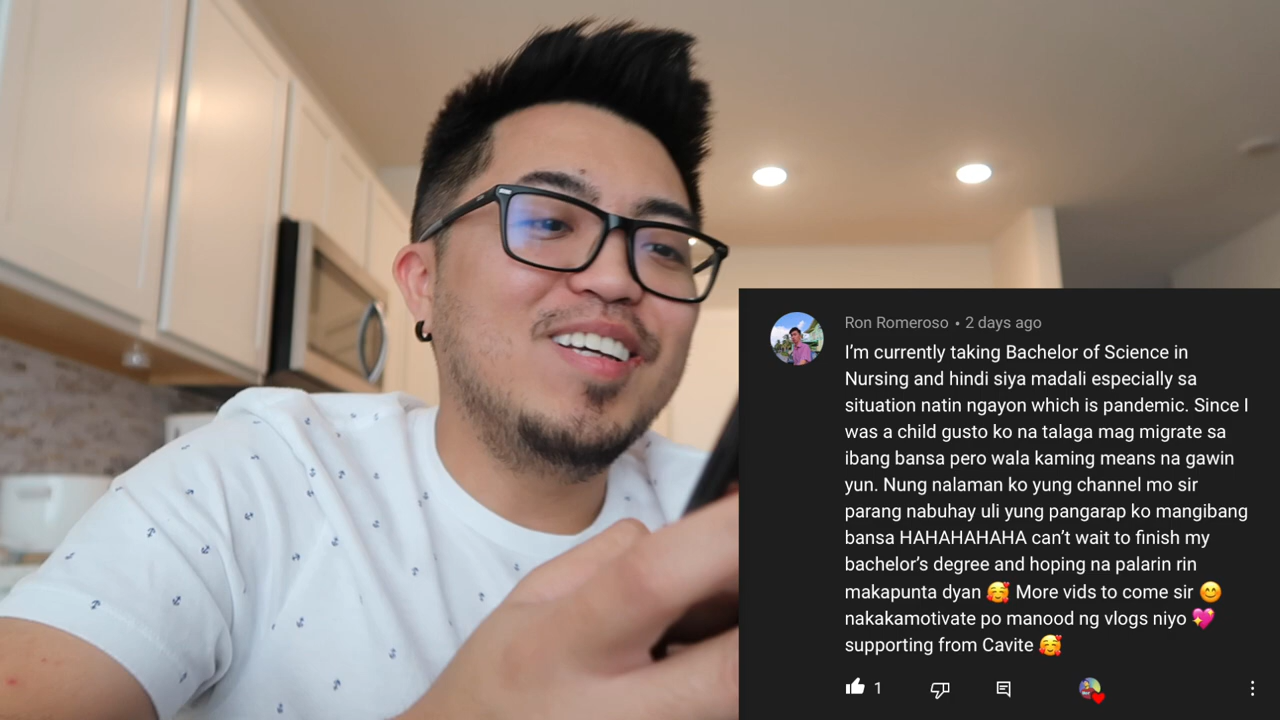 Ron Romeroso • 2 days ago
I'm currently taking Bachelor of Science in
Nursing and hindi siya madali especially sa
situation natin ngayon which is pandemic. Since I
was a child gusto ko na talaga mag migrate sa
ibang bansa pero wala kaming means na gawin
yun. Nung nalaman ko yung channel mo sir
parang nabuhay uli yung pangarap ko mangibang
bansa HAHAHAHAHA can't wait to finish my
bachelor's degree and hoping na palarin rin
makapunta dyan 🥰 More vids to come sir 😊
nakakamotivate po manood ng vlogs niyo 💖
supporting from Cavite 🥰
1